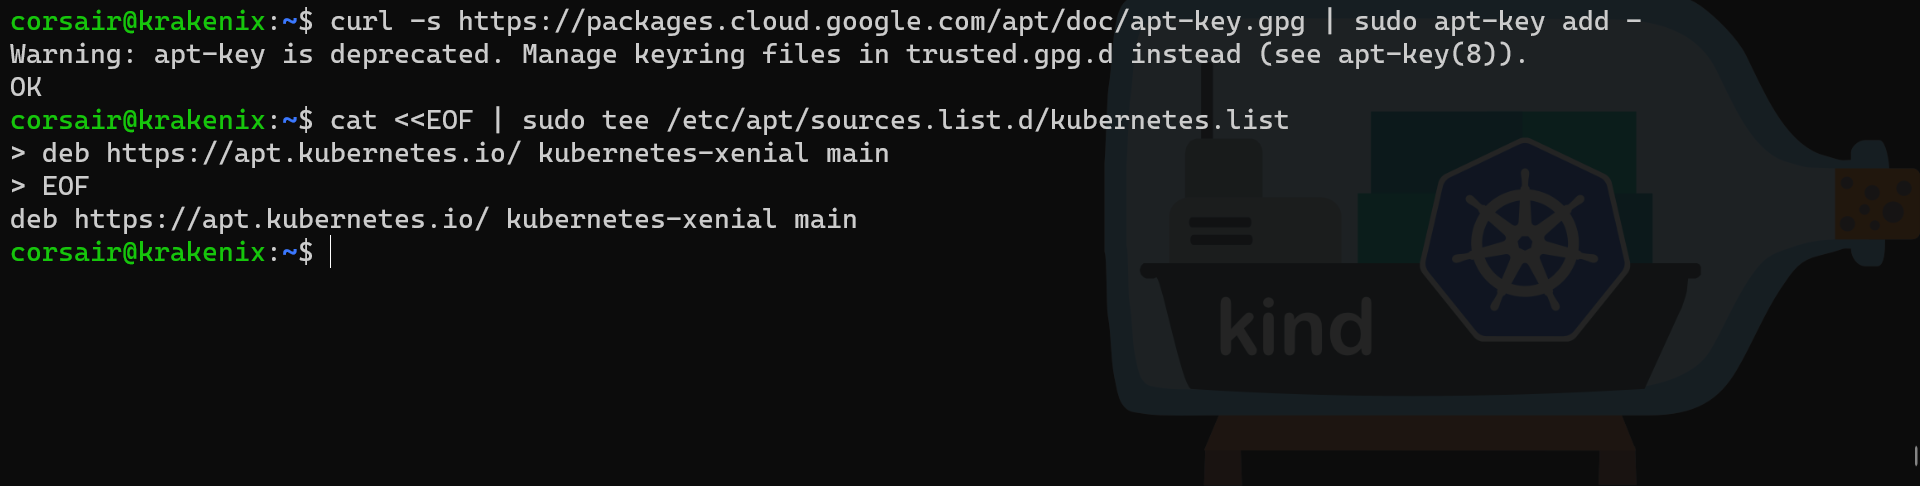 corsair@krakenix:~$ curl -s https://packages.cloud.google.com/apt/doc/apt-key.gpg | sudo apt-key add -
Warning: apt-key is deprecated. Manage keyring files in trusted.gpg.d instead (see apt-key(8)).
OK
corsair@krakenix:~$ cat <<EOF | sudo tee /etc/apt/sources.list.d/kubernetes.list
> deb https://apt.kubernetes.io/ kubernetes-xenial main
> EOF
deb https://apt.kubernetes.io/ kubernetes-xenial main
corsair@krakenix:~$
kind